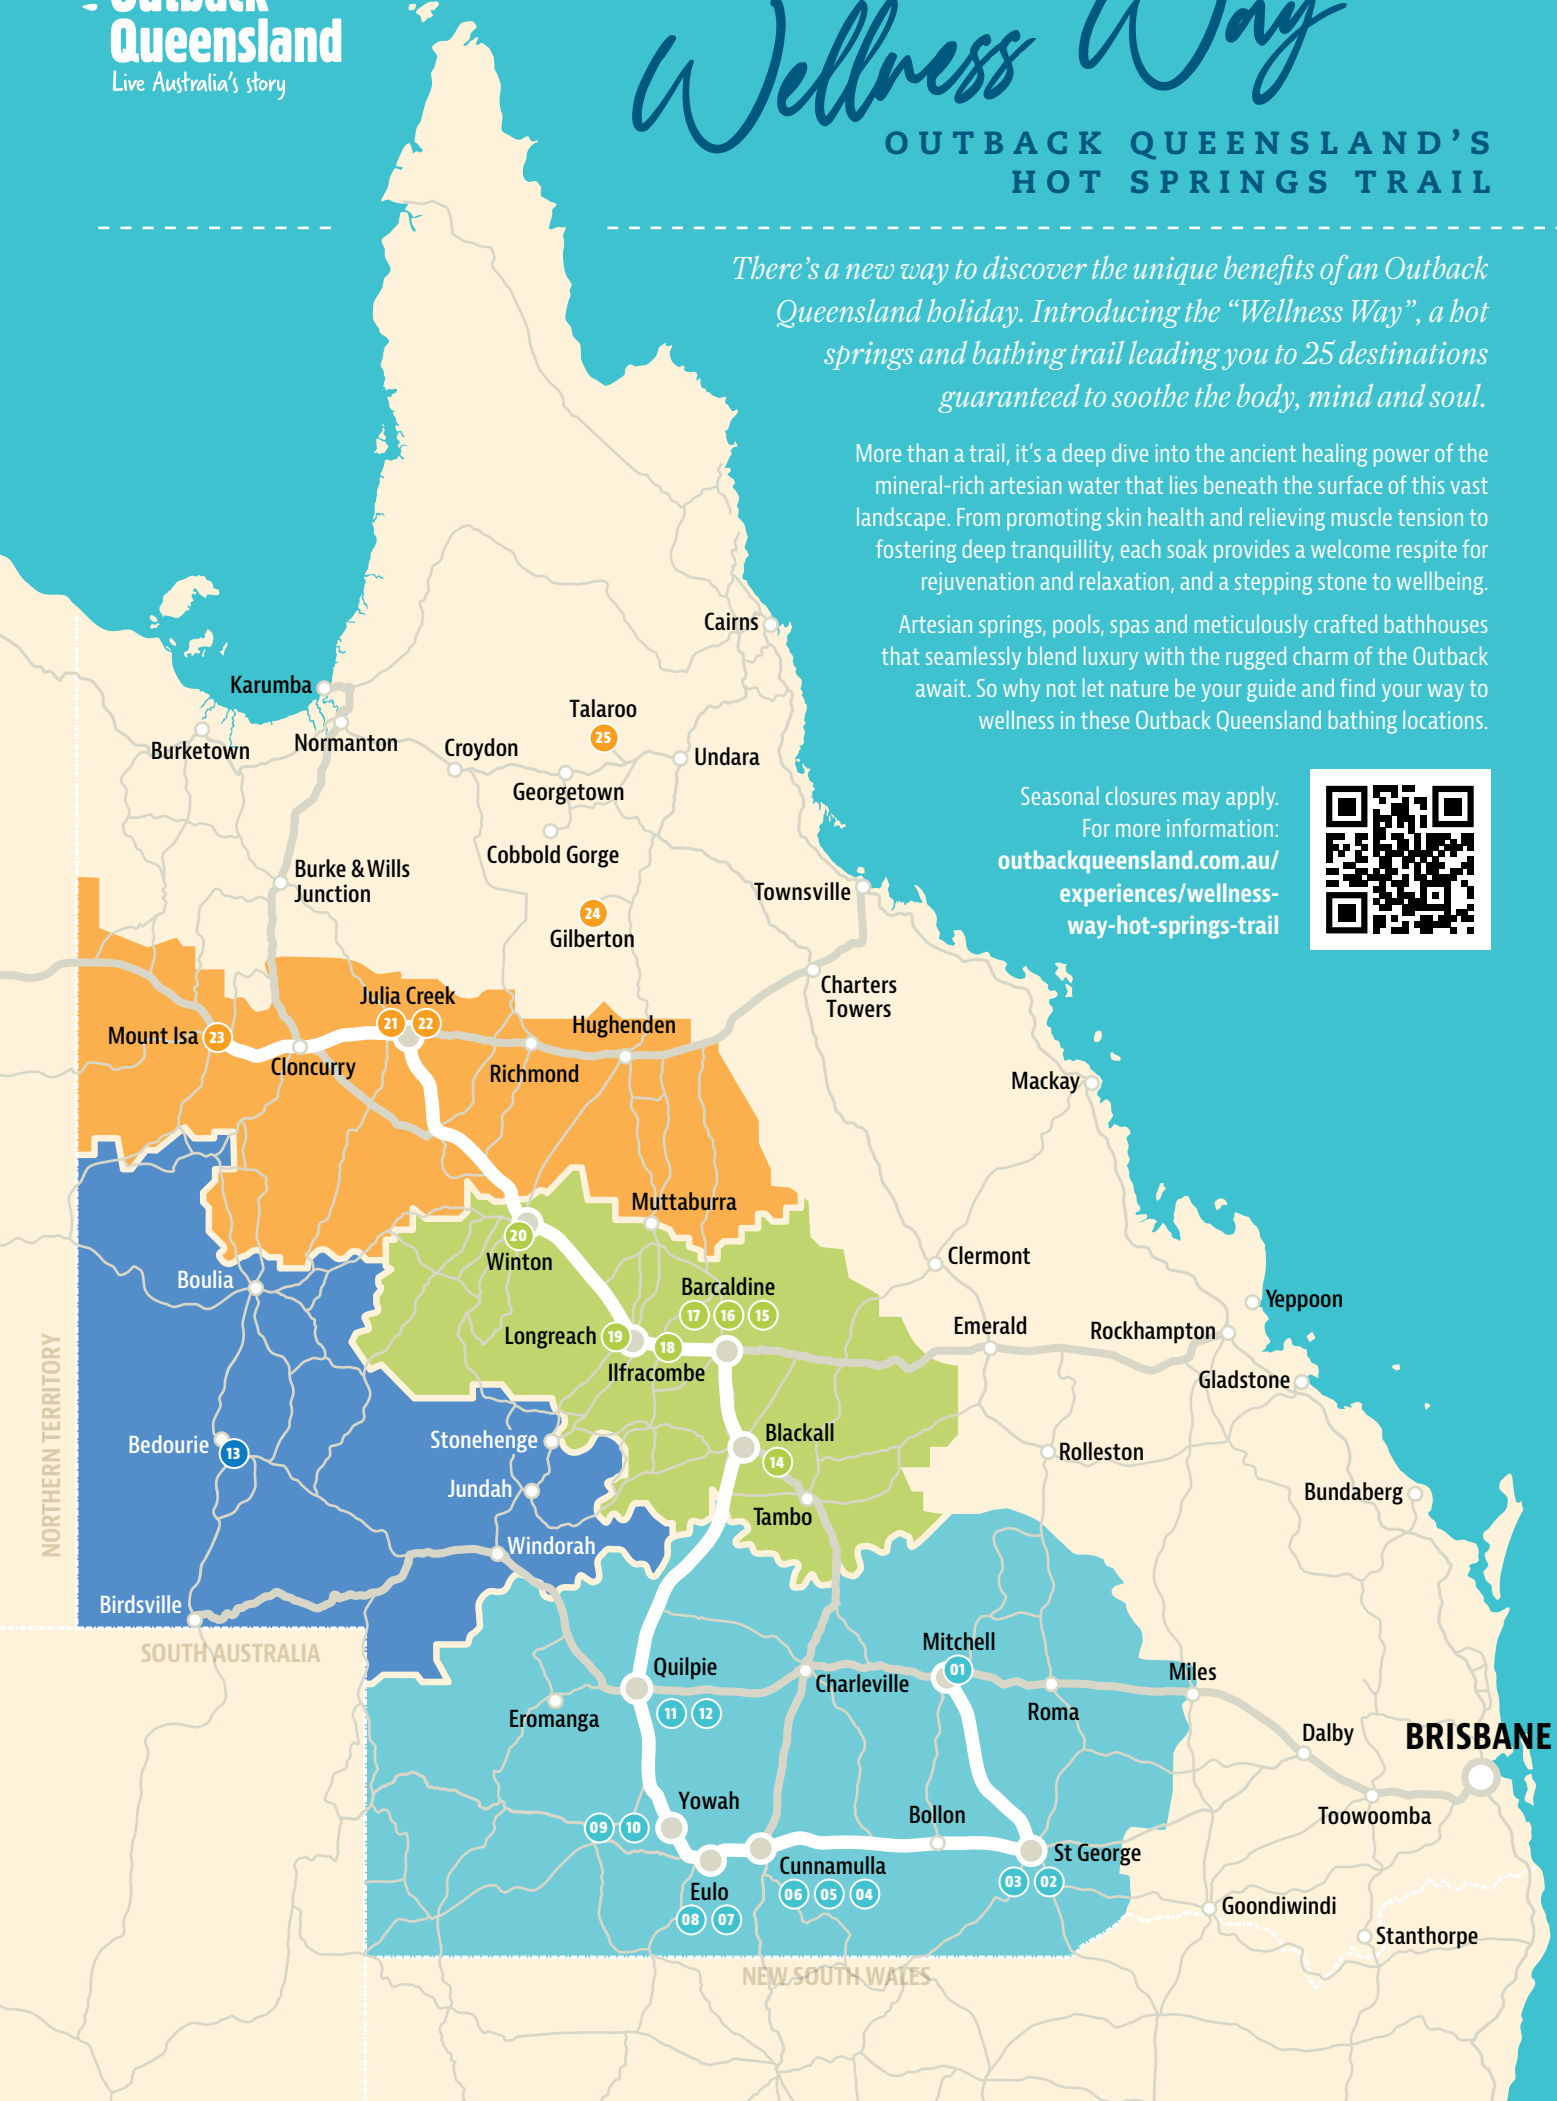 Outback
Queensland
Live Australia's story
Wellness Way
OUTBACK QUEENSLAND'S
HOT SPRINGS TRAIL
There's a new way to discover the unique benefits of an Outback
Queensland holiday. Introducing the “Wellness Way”, a hot
springs and bathing trail leading you to 25 destinations
guaranteed to soothe the body, mind and soul.
More than a trail, it's a deep dive into the ancient healing power of the
mineral-rich artesian water that lies beneath the surface of this vast
landscape. From promoting skin health and relieving muscle tension to
fostering deep tranquillity, each soak provides a welcome respite for
rejuvenation and relaxation, and a stepping stone to wellbeing.
Artesian springs, pools, spas and meticulously crafted bathhouses
that seamlessly blend luxury with the rugged charm of the Outback
await. So why not let nature be your guide and find your way to
wellness in these Outback Queensland bathing locations.
Seasonal closures may apply.
For more information:
outbackqueensland.com.au/
experiences/wellness-
way-hot-springs-trail
Cairns
Karumba
Talaroo
25
Burketown
Normanton
Croydon
Undara
Georgetown
Cobbold Gorge
Burke & Wills
Junction
Townsville
24
Gilberton
Charters
Towers
Julia Creek
21 22
Hughenden
Mount Isa 23
Cloncurry
Richmond
Mackay
Muttaburra
20
Winton
Clermont
Boulia
Barcaldine
17 16 15
Yeppoon
Longreach 19
18
Ilfracombe
Emerald
Rockhampton
Gladstone
NORTHERN TERRITORY
Bedourie
13
Stonehenge
Blackall
14
Rolleston
Jundah
Bundaberg
Tambo
Windorah
Birdsville
SOUTH AUSTRALIA
Mitchell
01
Quilpie
11 12
Charleville
Miles
Eromanga
Roma
Dalby
BRISBANE
Yowah
09 10
Bollon
Toowoomba
St George
03 02
Cunnamulla
06 05 04
Eulo
08 07
Goondiwindi
Stanthorpe
NEW SOUTH WALES